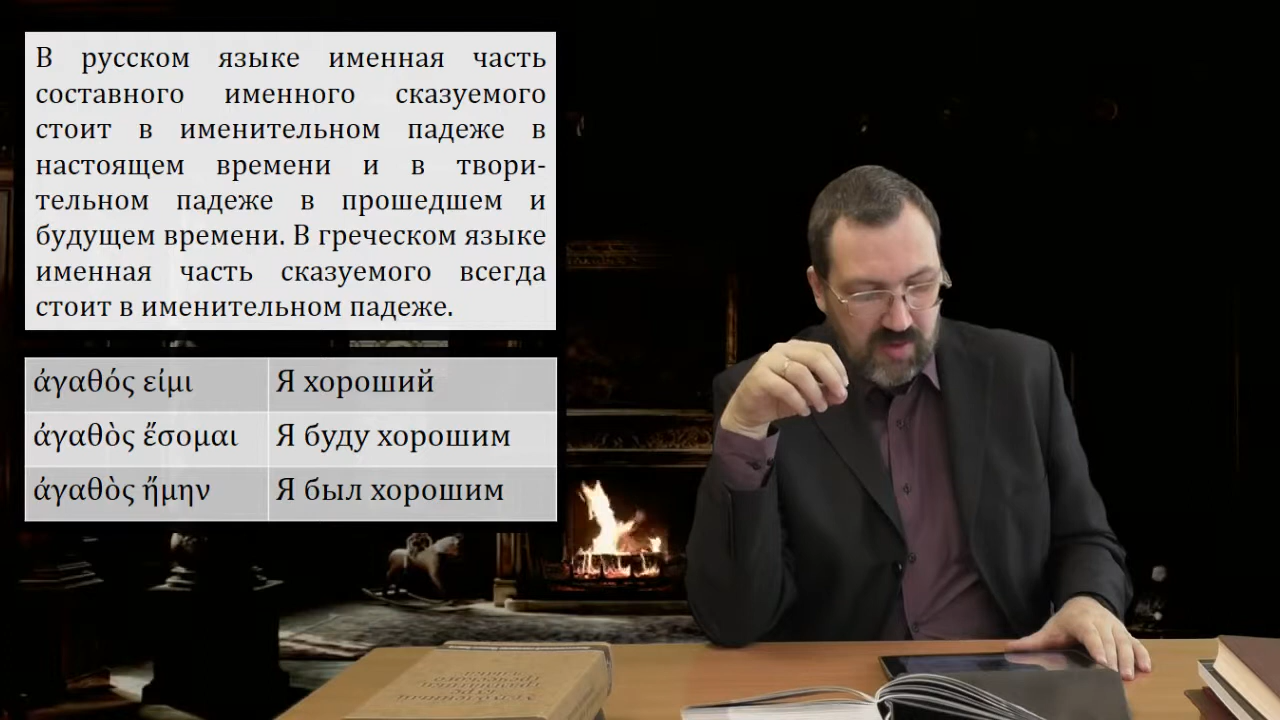 В русском языке именная часть
составного именного сказуемого
стоит в именительном падеже в
настоящем времени и в твори-
тельном падеже в прошедшем и
будущем времени. В греческом языке
именная часть сказуемого всегда
стоит в именительном падеже.
ἀγαθός εἰμι Я хороший
ἀγαθὸς ἔσομαι Я буду хорошим
ἀγαθὸς ἤμην Я был хорошим